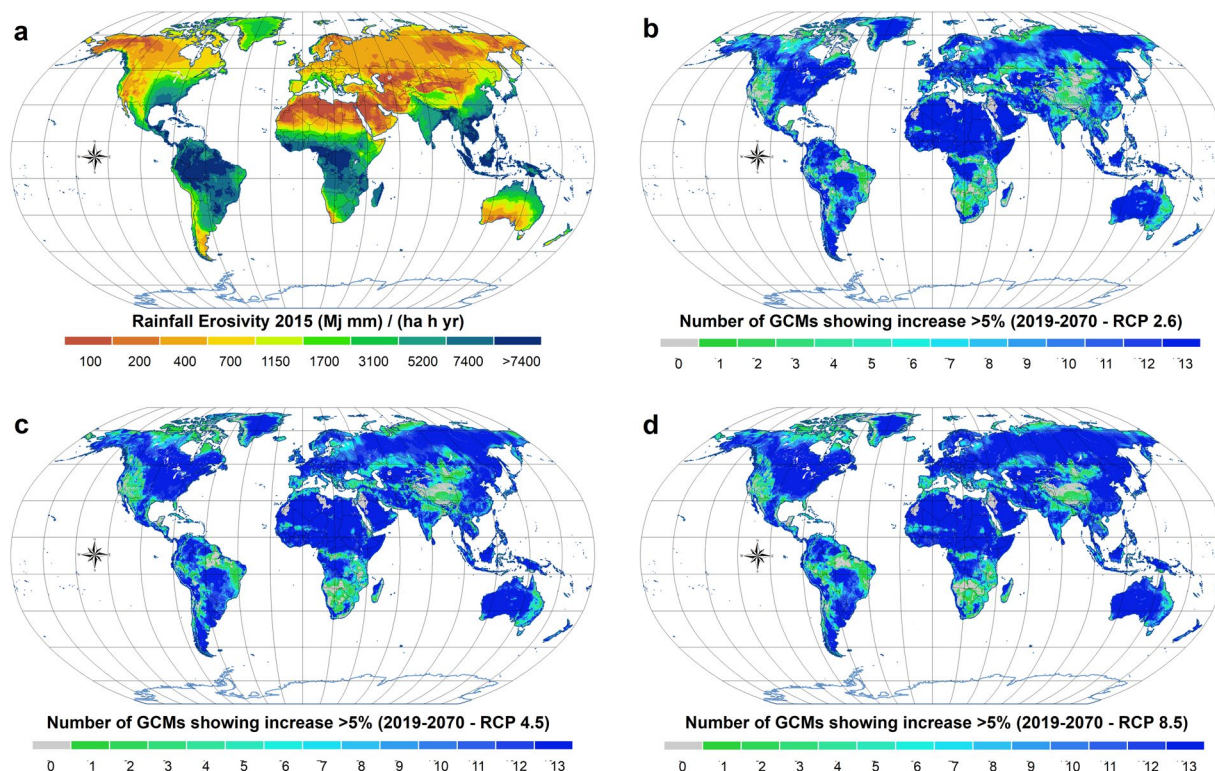 a
b
Rainfall Erosivity 2015 (Mj mm) / (ha h yr)
100 200 400 700 1150 1700 3100 5200 7400 >7400
Number of GCMs showing increase >5% (2019-2070 - RCP 2.6)
0 1 2 3 4 5 6 7 8 9 10 11 12 13
c
d
Number of GCMs showing increase >5% (2019-2070 - RCP 4.5)
0 1 2 3 4 5 6 7 8 9 10 11 12 13
Number of GCMs showing increase >5% (2019-2070 - RCP 8.5)
0 1 2 3 4 5 6 7 8 9 10 11 12 13